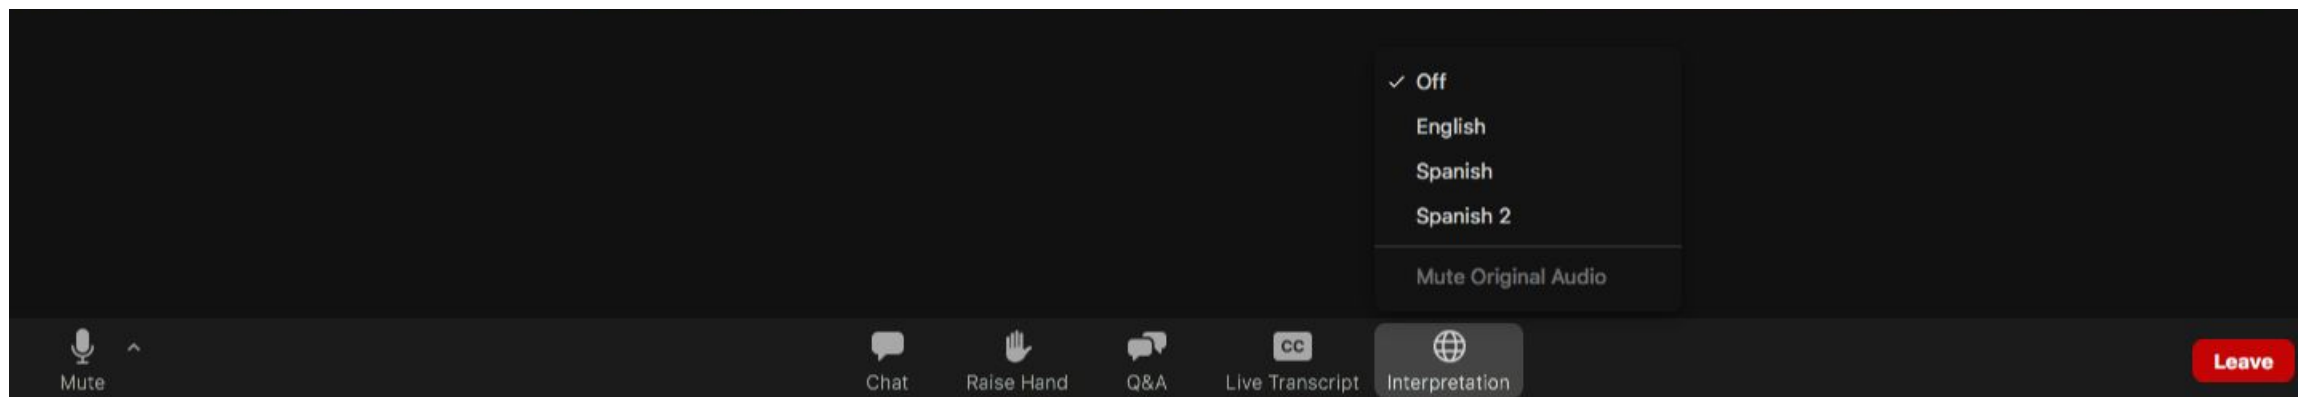 Off
English
Spanish
Spanish 2
Mute Original Audio
Mute
Chat
Raise Hand
Q&A
CC
Live Transcript
Interpretation
Leave